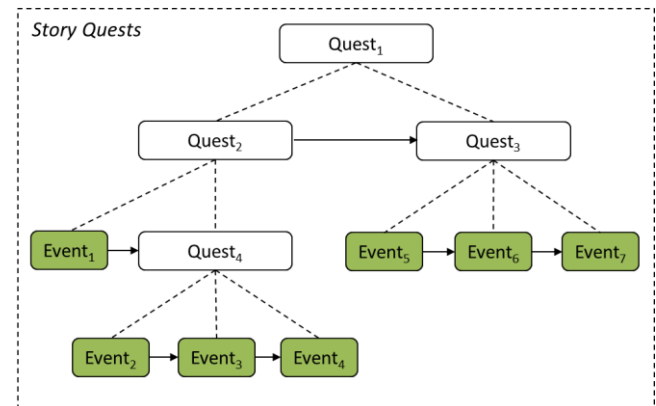 Story Quests
Quest₁
Quest₂
Quest₃
Event₁
Quest₄
Event₅
Event₆
Event₇
Event₂
Event₃
Event₄